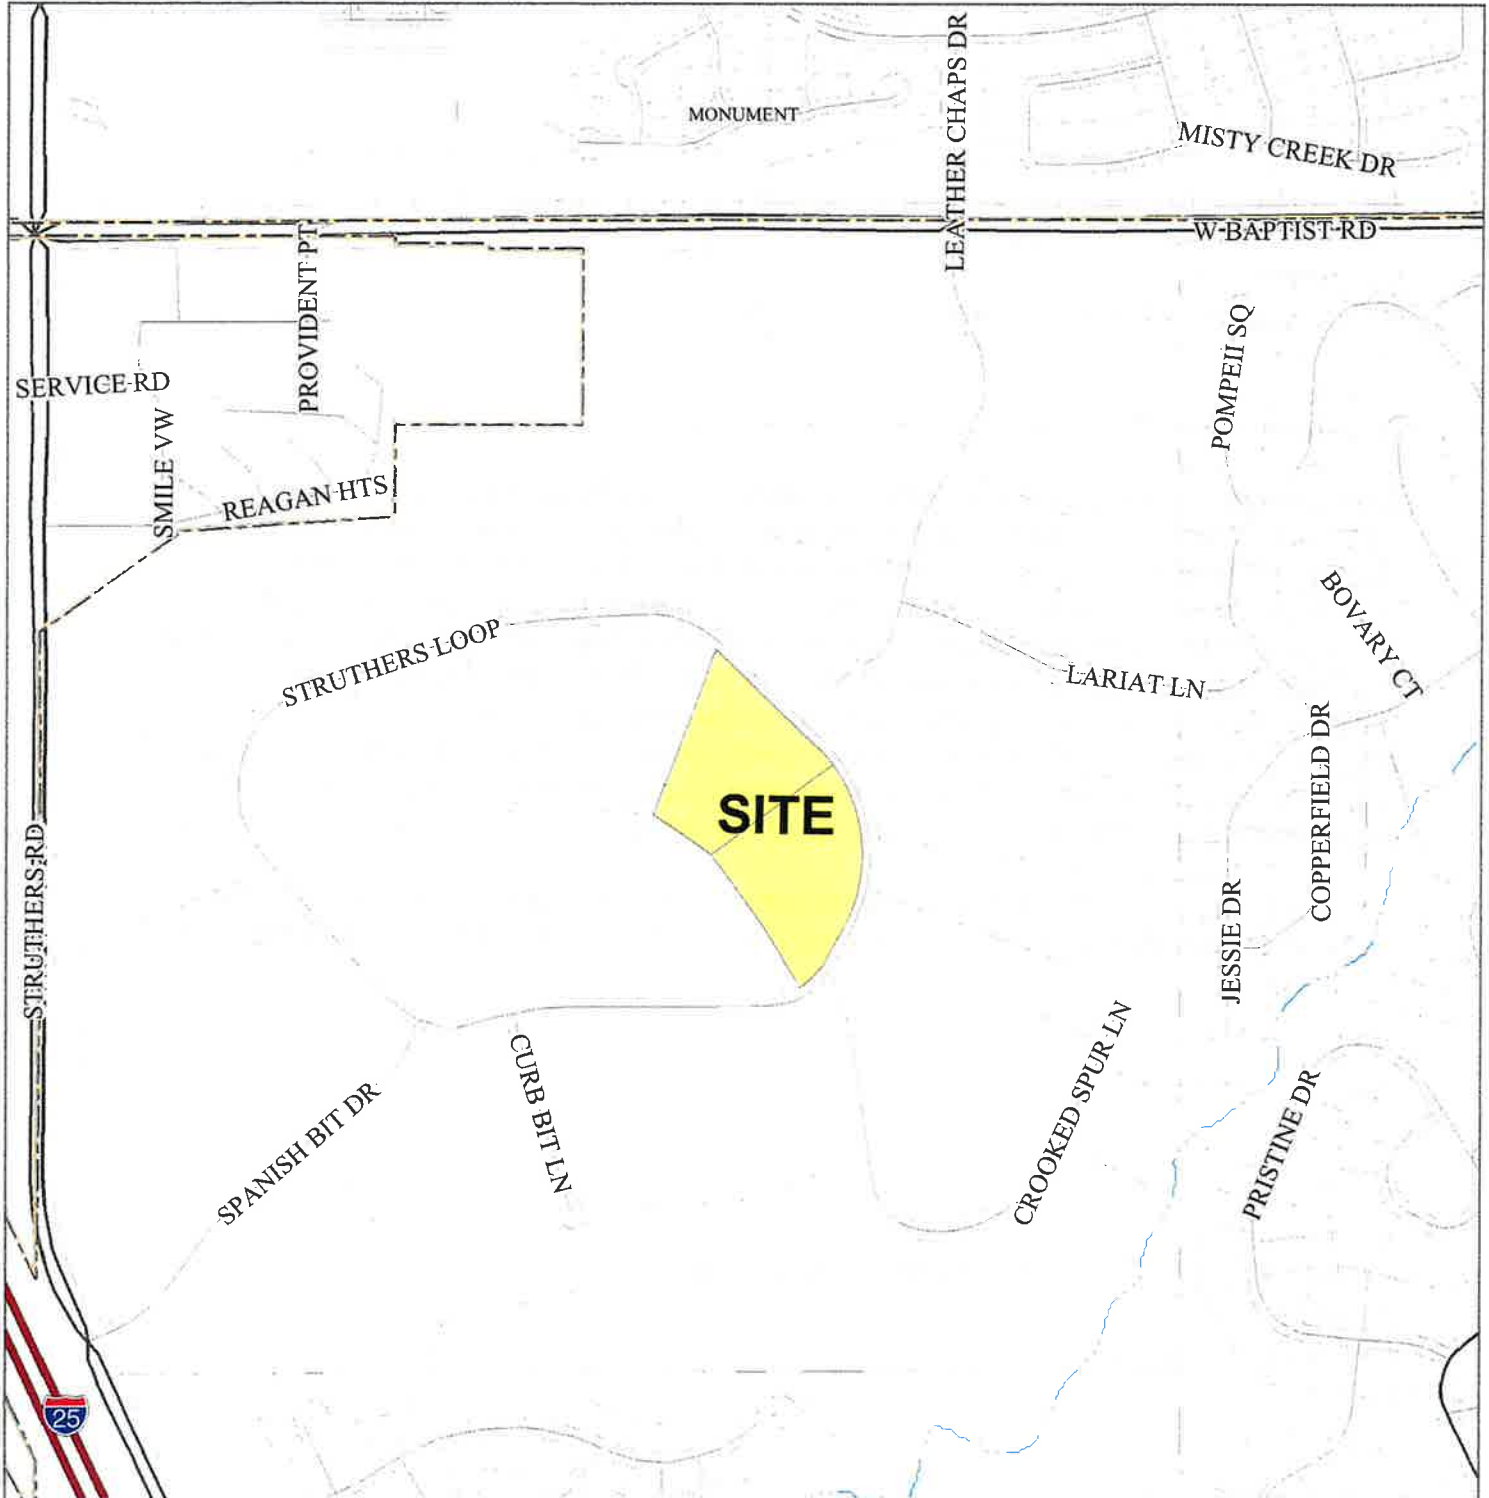 LEATHER CHAPS DR
MONUMENT
MISTY CREEK DR
W BAPTIST RD
PROVIDENT PT
SERVICE RD
SMILE VW
REAGAN HTS
POMPEII SQ
BOVARY CT
STRUTHERS LOOP
LARIAT LN
COPPERFIELD DR
SITE
STRUTHERS RD
JESSIE DR
CROOKED SPUR LN
CURB BIT LN
SPANISH BIT DR
PRISTINE DR
25